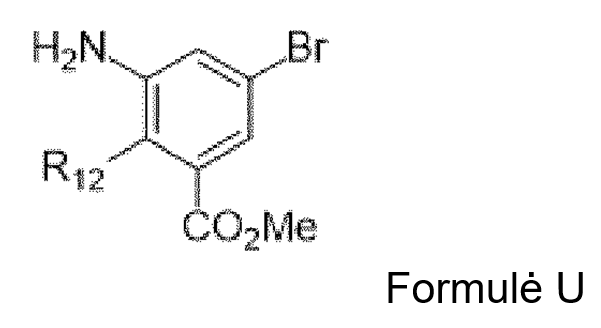 H₂N Br
R₁₂
CO₂Me
Formulė U